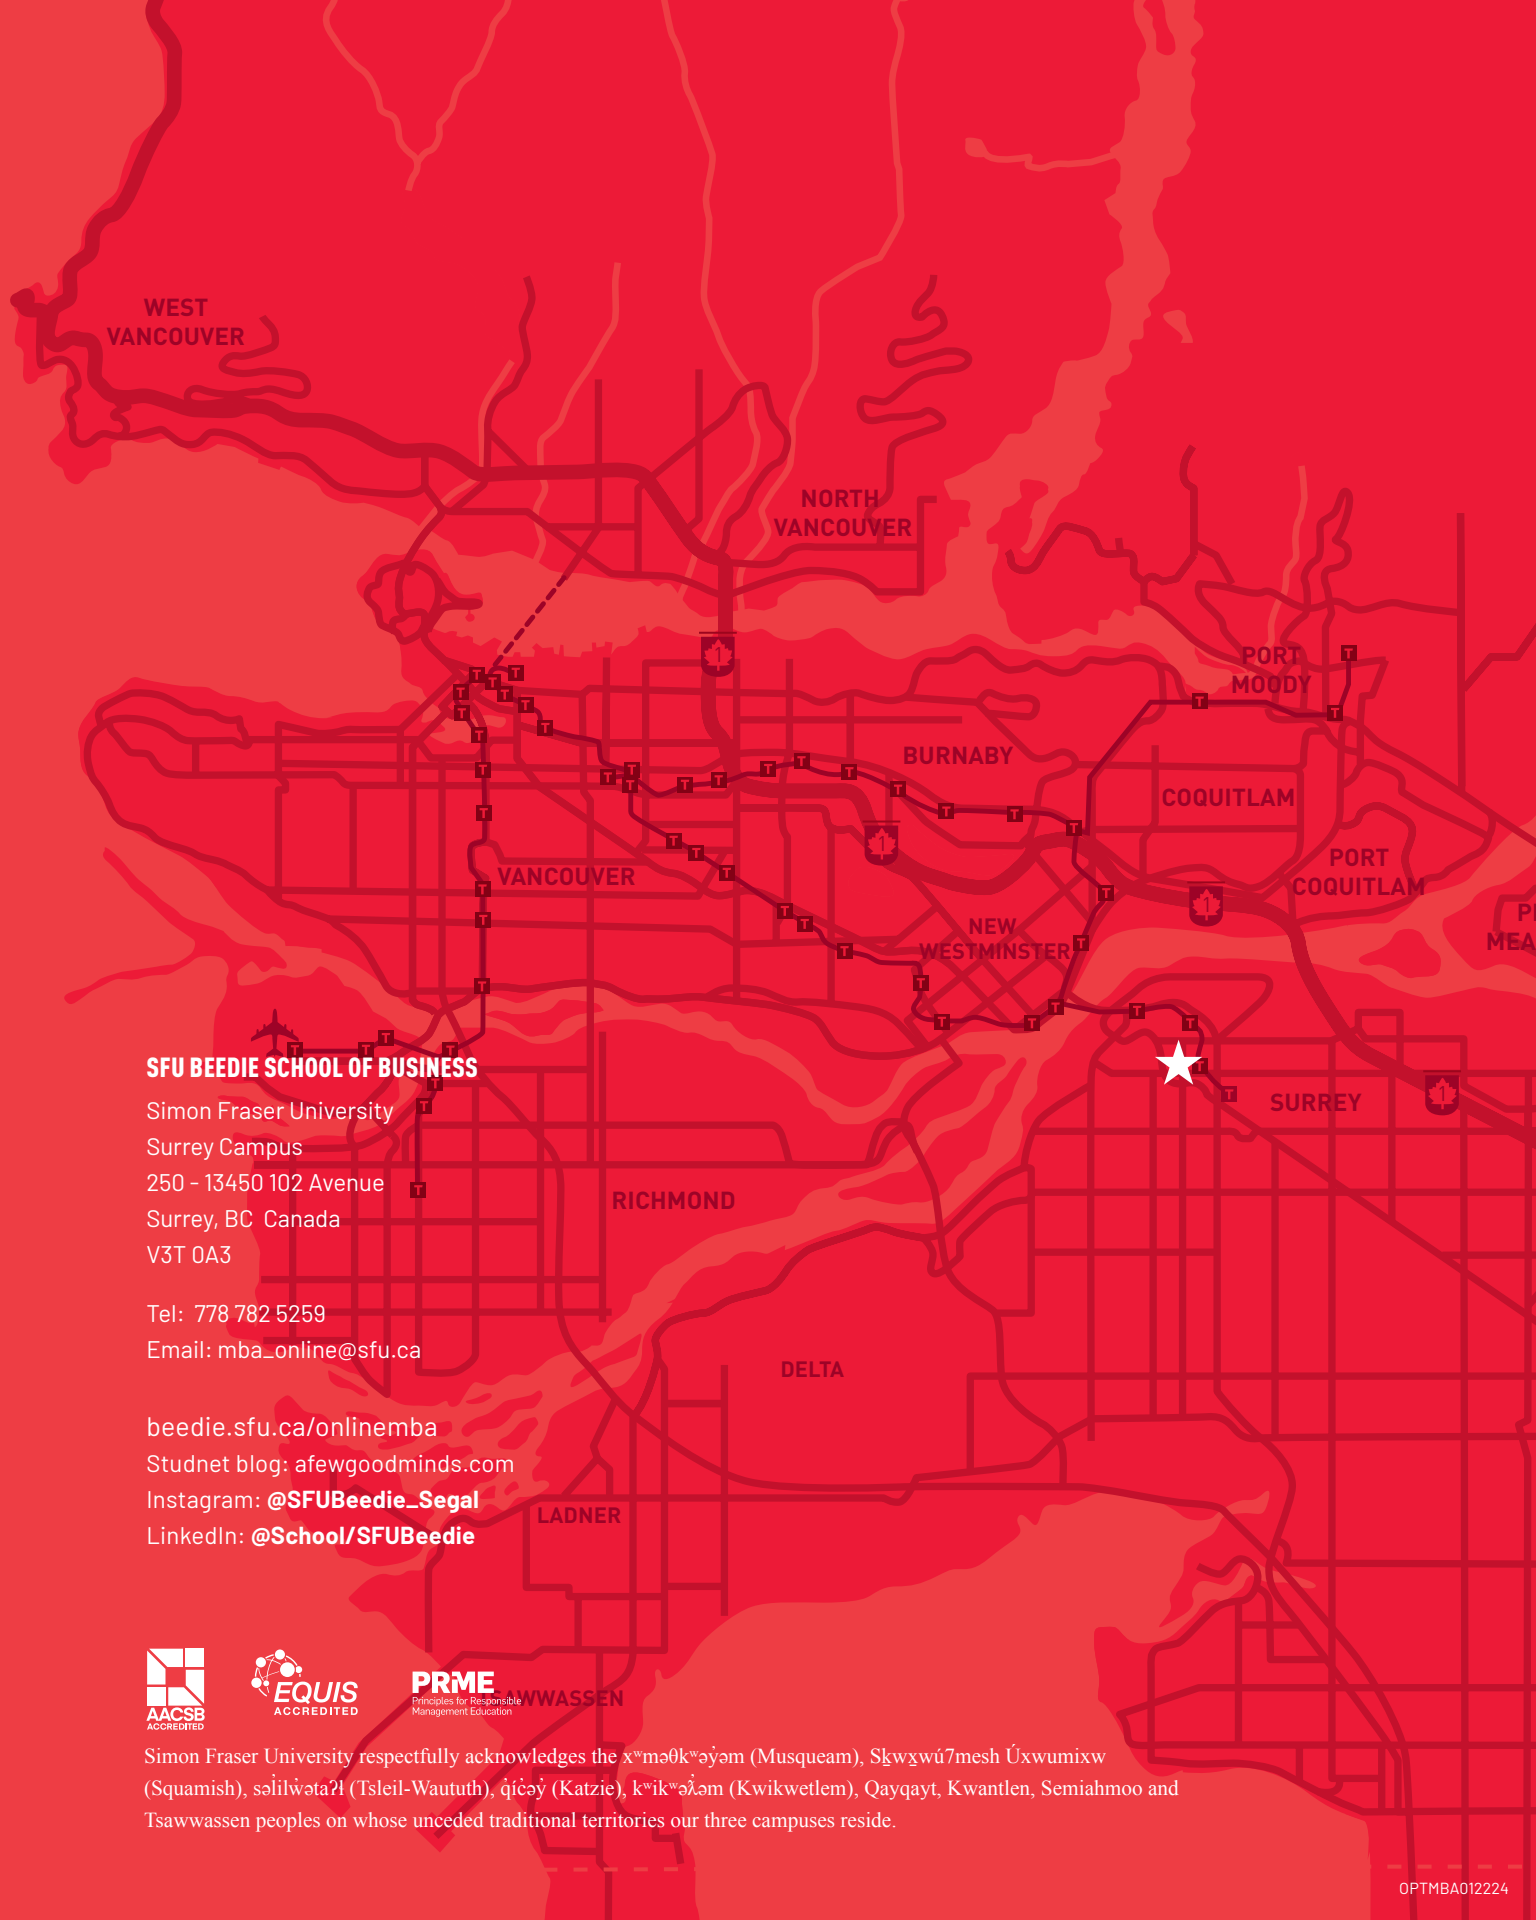 WEST
VANCOUVER
NORTH
VANCOUVER
1
PORT
MOODY
BURNABY
COQUITLAM
1
PORT
COQUITLAM
VANCOUVER
1
NEW
WESTMINSTER
SURREY
1
RICHMOND
DELTA
LADNER
SFU BEEDIE SCHOOL OF BUSINESS
Simon Fraser University
Surrey Campus
250 - 13450 102 Avenue
Surrey, BC  Canada
V3T 0A3
Tel:  778 782 5259
Email: mba_online@sfu.ca
beedie.sfu.ca/onlinemba
Studnet blog: afewgoodminds.com
Instagram: @SFUBeedie_Segal
LinkedIn: @School/SFUBeedie
AACSB
ACCREDITED
EQUIS
ACCREDITED
PRME
Principles for Responsible
Management Education
TSAWWASSEN
Simon Fraser University respectfully acknowledges the xʷməθkʷəy̓əm (Musqueam), Sḵwx̱wú7mesh Úxwumixw
(Squamish), səl̓ilw̓ətaʔɬ (Tsleil-Waututh), q̓íc̓əy̓ (Katzie), kʷikʷəƛ̓əm (Kwikwetlem), Qayqayt, Kwantlen, Semiahmoo and
Tsawwassen peoples on whose unceded traditional territories our three campuses reside.
OPTMBA012224